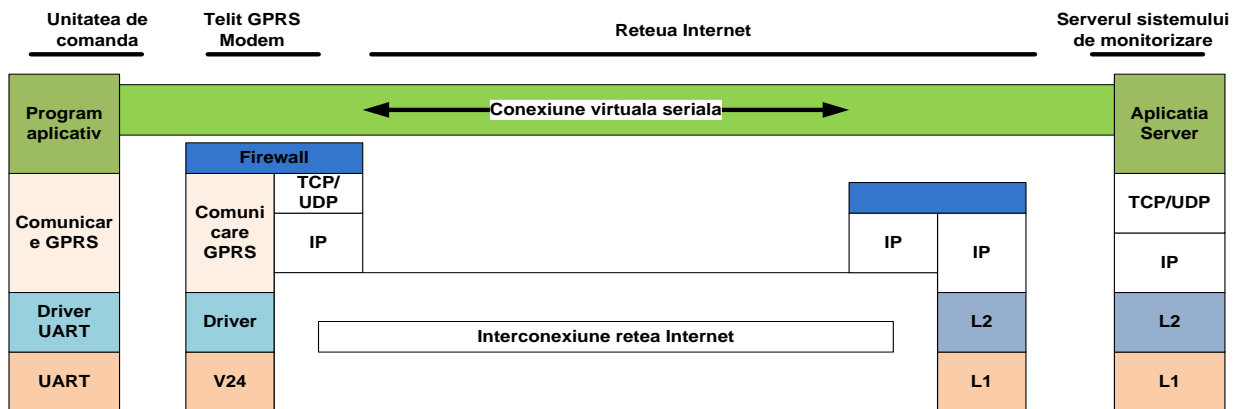 Unitatea de
comanda
Telit GPRS
Modem
Reteua Internet
Serverul sistemului
de monitorizare
Program
aplicativ
Conexiune virtuala seriala
Aplicatia
Server
Firewall
Comunicar
e GPRS
Comuni
care
GPRS
TCP/
UDP
IP
IP
IP
TCP/UDP
IP
Driver
UART
Driver
Interconexiune retea Internet
L2
L2
UART
V24
L1
L1